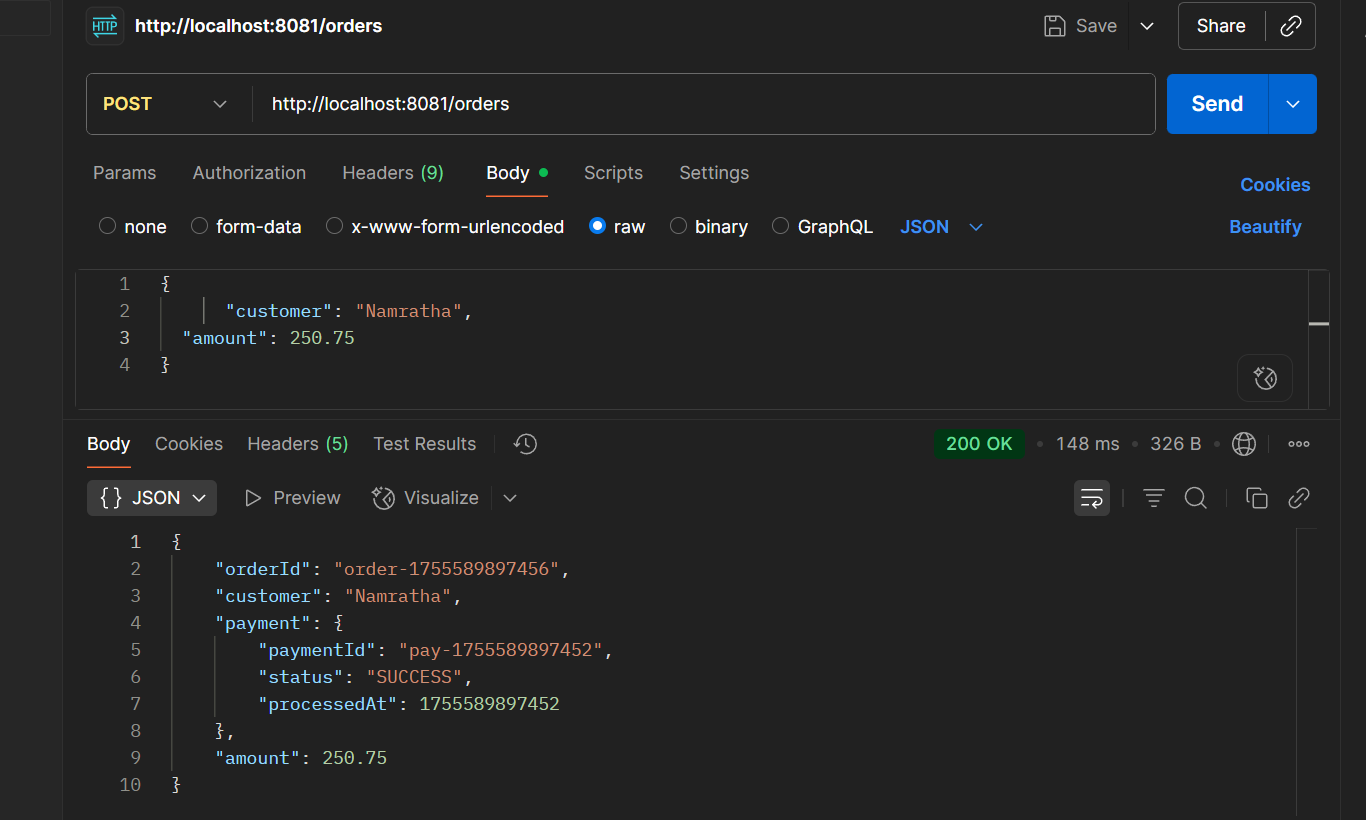 HTTP http://localhost:8081/orders Save Share
POST http://localhost:8081/orders Send
Params Authorization Headers (9) Body Scripts Settings Cookies
none form-data x-www-form-urlencoded raw binary GraphQL JSON Beautify
1 {
2 "customer": "Namratha",
3 "amount": 250.75
4 }
Body Cookies Headers (5) Test Results 200 OK • 148 ms • 326 B •
{} JSON Preview Visualize
1 {
2 "orderId": "order-1755589897456",
3 "customer": "Namratha",
4 "payment": {
5 "paymentId": "pay-1755589897452",
6 "status": "SUCCESS",
7 "processedAt": 1755589897452
8 },
9 "amount": 250.75
10 }